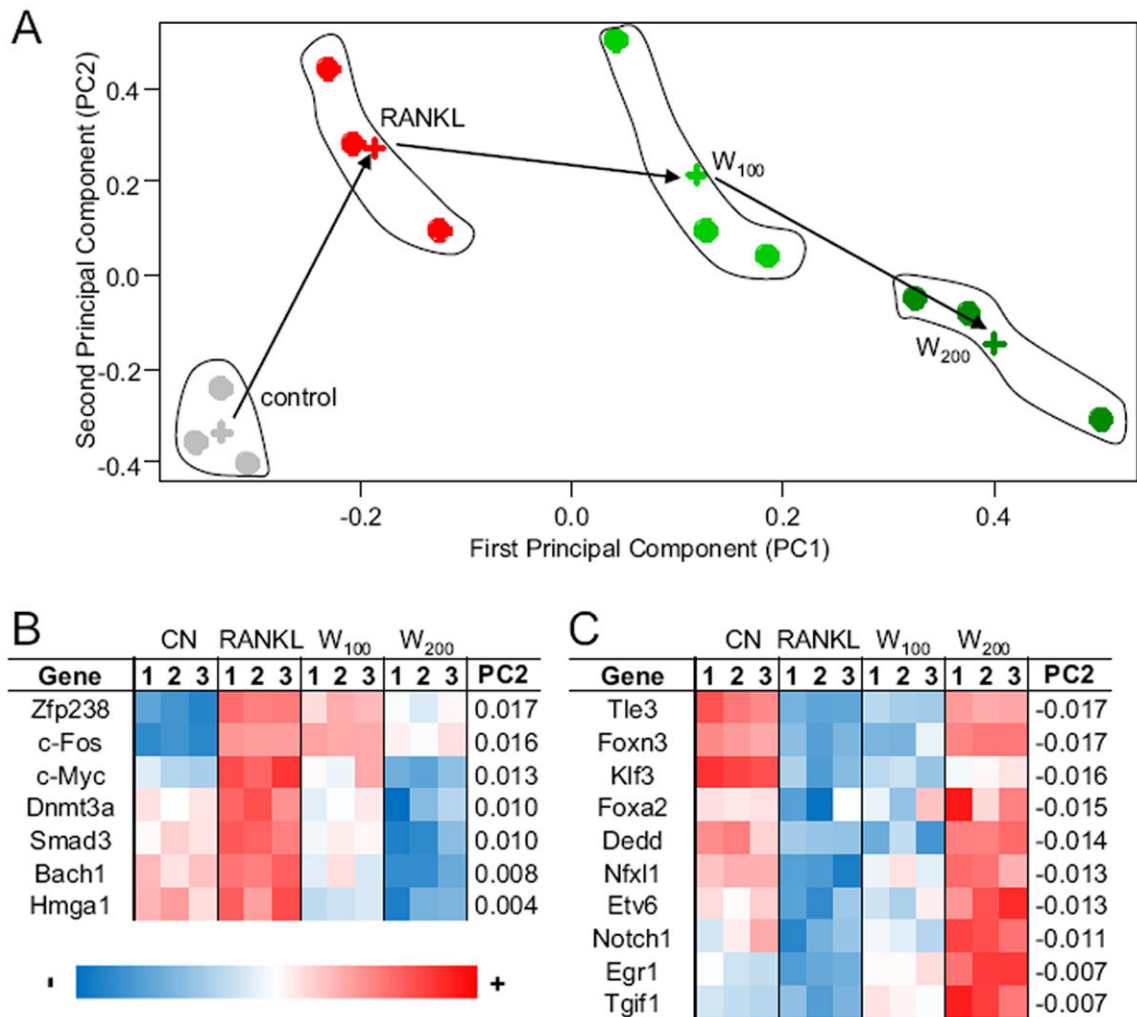 A
Second Principal Component (PC2)
0.4
0.2
0.0
-0.2
-0.4
RANKL
W100
W200
control
-0.2 0.0 0.2 0.4
First Principal Component (PC1)
B
CN RANKL W100 W200
Gene 1 2 3 1 2 3 1 2 3 1 2 3 PC2
Zfp238 0.017
c-Fos 0.016
c-Myc 0.013
Dnmt3a 0.010
Smad3 0.010
Bach1 0.008
Hmga1 0.004
- +
C
CN RANKL W100 W200
Gene 1 2 3 1 2 3 1 2 3 1 2 3 PC2
Tle3 -0.017
Foxn3 -0.017
Klf3 -0.016
Foxa2 -0.015
Dedd -0.014
Nfxl1 -0.013
Etv6 -0.013
Notch1 -0.011
Egr1 -0.007
Tgif1 -0.007